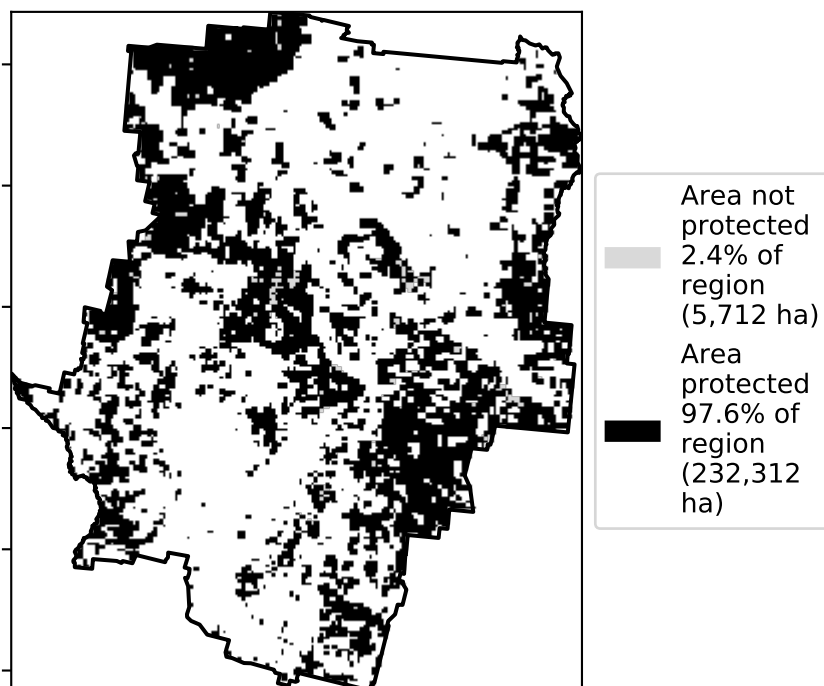 Area not
protected
2.4% of
region
(5,712 ha)
Area
protected
97.6% of
region
(232,312
ha)